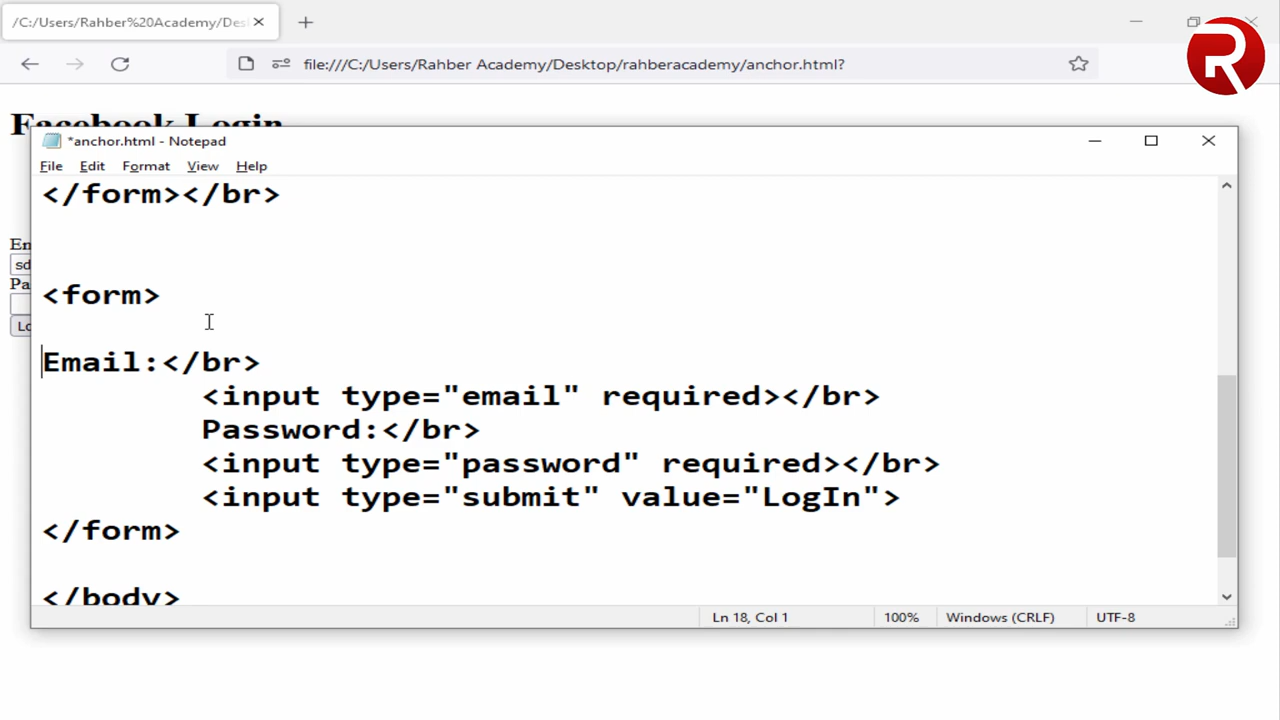 /C:/Users/Rahber%20Academy/Des
file:///C:/Users/Rahber Academy/Desktop/rahberacademy/anchor.html?
R
Facebook Login
*anchor.html - Notepad
File Edit Format View Help
</form></br>
<form>
Email:</br>
<input type="email" required></br>
Password:</br>
<input type="password" required></br>
<input type="submit" value="LogIn">
</form>
</body>
Ln 18, Col 1 100% Windows (CRLF) UTF-8